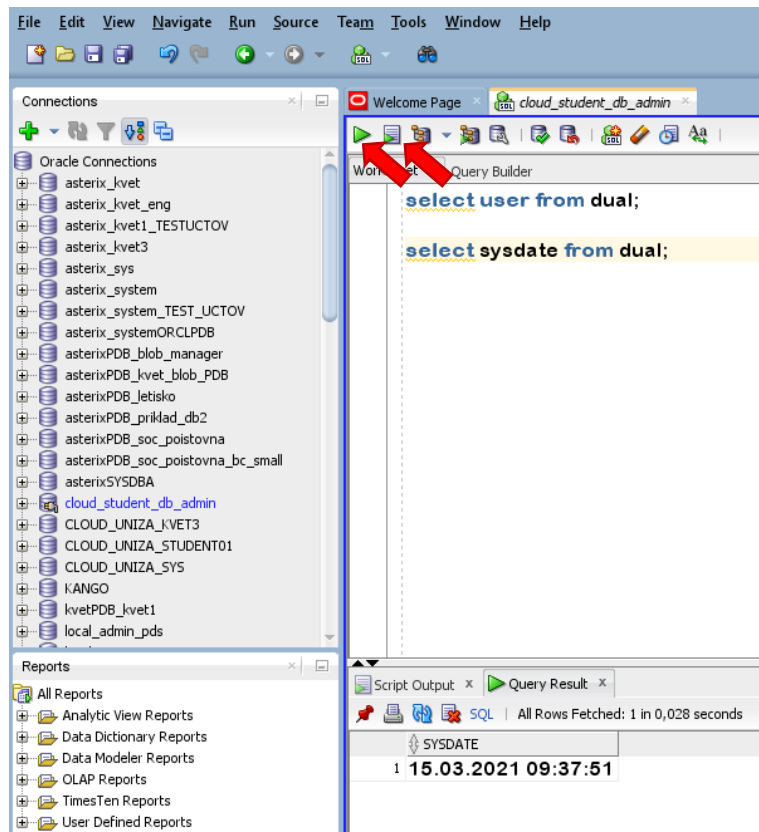 File Edit View Navigate Run Source Team Tools Window Help
Connections
Oracle Connections
asterix_kvet
asterix_kvet_eng
asterix_kvet1_TESTUCTOV
asterix_kvet3
asterix_sys
asterix_system
asterix_system_TEST_UCTOV
asterix_systemORCLPDB
asterixPDB_blob_manager
asterixPDB_kvet_blob_PDB
asterixPDB_letisko
asterixPDB_priklad_db2
asterixPDB_soc_poistovna
asterixPDB_soc_poistovna_bc_small
asterixSYSDBA
cloud_student_db_admin
CLOUD_UNIZA_KVET3
CLOUD_UNIZA_STUDENT01
CLOUD_UNIZA_SYS
KANGO
kvetPDB_kvet1
local_admin_pds
Reports
All Reports
Analytic View Reports
Data Dictionary Reports
Data Modeler Reports
OLAP Reports
TimesTen Reports
User Defined Reports
Welcome Page cloud_student_db_admin
Query Builder
select user from dual;
select sysdate from dual;
Script Output Query Result
SQL | All Rows Fetched: 1 in 0,028 seconds
SYSDATE
1 15.03.2021 09:37:51